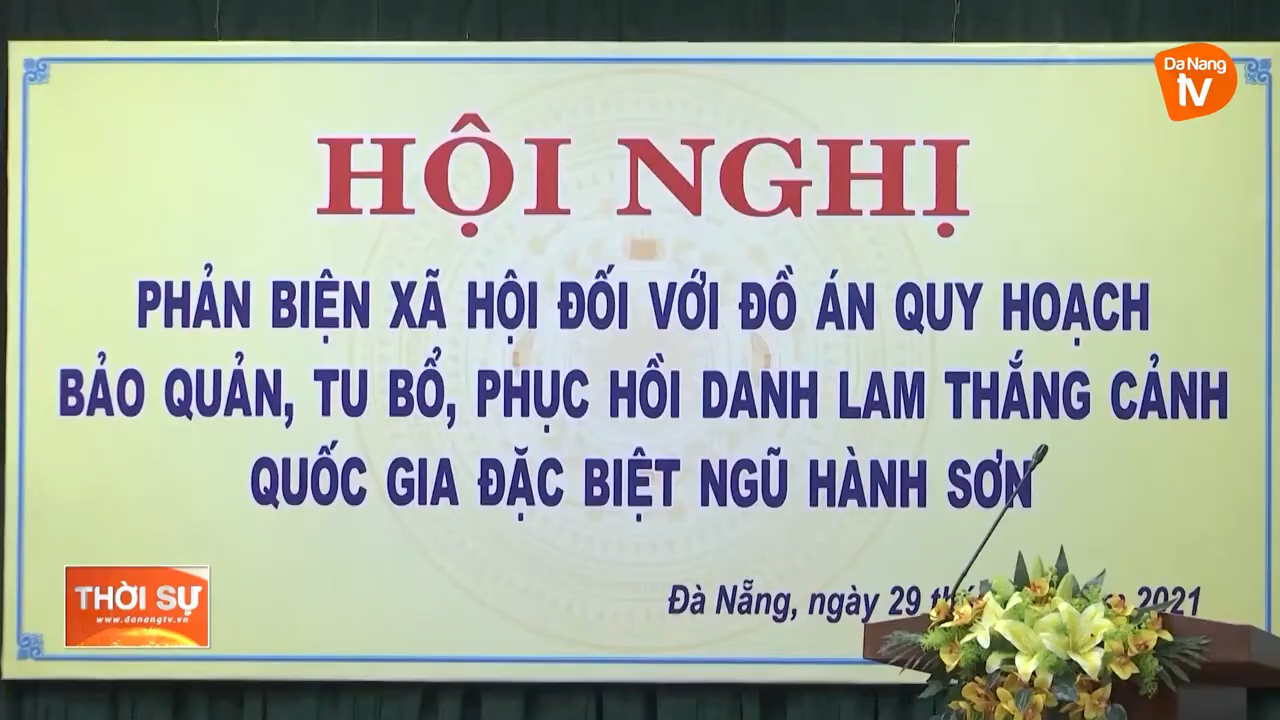 Da Nang
tv
HỘI NGHỊ
PHẢN BIỆN XÃ HỘI ĐỐI VỚI ĐỒ ÁN QUY HOẠCH
BẢO QUẢN, TU BỔ, PHỤC HỒI DANH LAM THẮNG CẢNH
QUỐC GIA ĐẶC BIỆT NGŨ HÀNH SƠN
Đà Nẵng, ngày 29 2021
THỜI SỰ
www.danangtv.vn